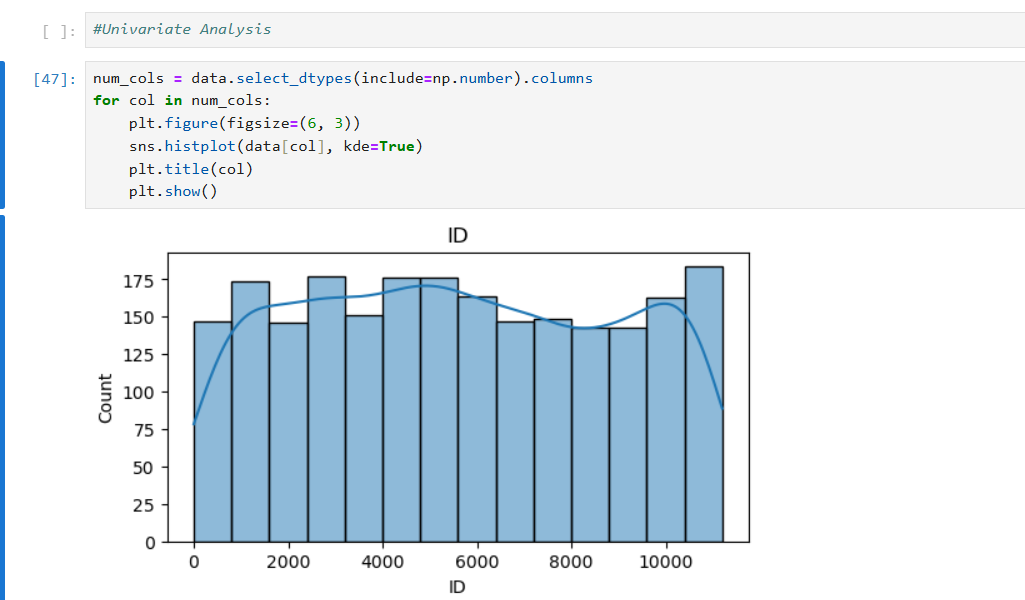 [ ]: #Univariate Analysis
[47]: num_cols = data.select_dtypes(include=np.number).columns
for col in num_cols:
    plt.figure(figsize=(6, 3))
    sns.histplot(data[col], kde=True)
    plt.title(col)
    plt.show()
ID
175
150
125
100
75
50
25
0
Count
0 2000 4000 6000 8000 10000
ID